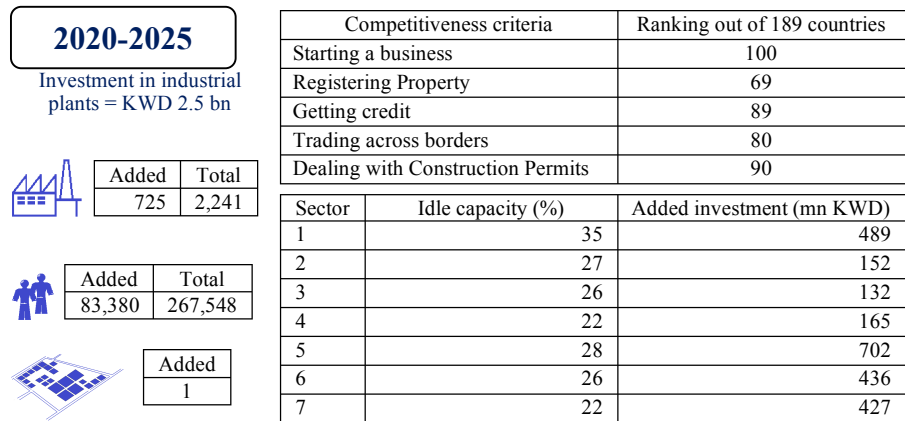 2020-2025
Investment in industrial
plants = KWD 2.5 bn
Added Total
725 2,241
Added Total
83,380 267,548
Added
1
Competitiveness criteria Ranking out of 189 countries
Starting a business 100
Registering Property 69
Getting credit 89
Trading across borders 80
Dealing with Construction Permits 90
Sector Idle capacity (%) Added investment (mn KWD)
1 35 489
2 27 152
3 26 132
4 22 165
5 28 702
6 26 436
7 22 427